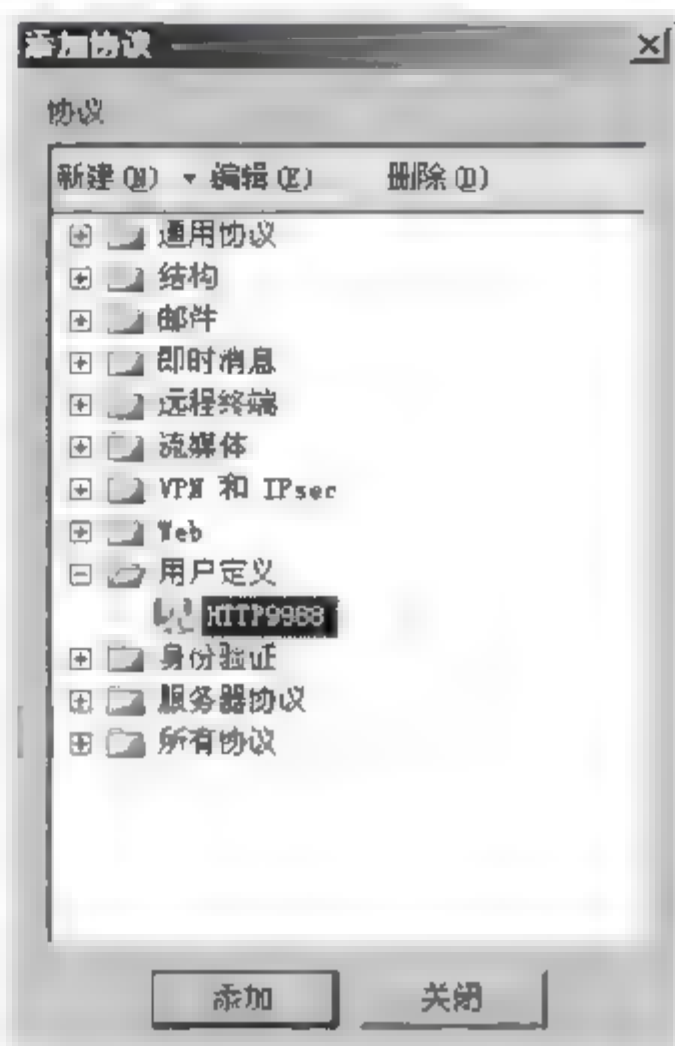 添加协议
协议
新建(N) 编辑(E) 删除(D)
通用协议
结构
邮件
即时消息
远程终端
流媒体
VPN 和 IPsec
Web
用户定义
HTTP9988
身份验证
服务器协议
所有协议
添加 关闭